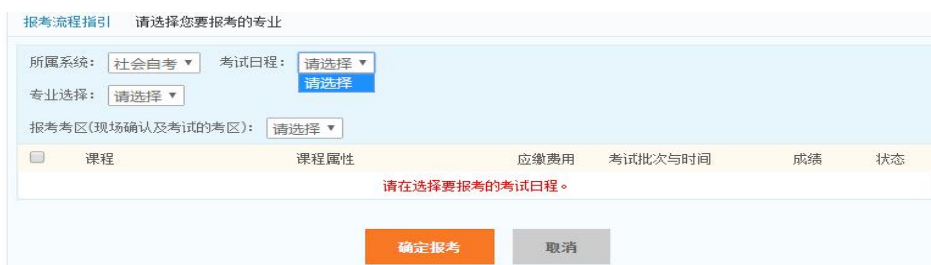 报考流程指引 请选择您要报考的专业
所属系统： 社会自考 考试日程： 请选择
请选择
专业选择： 请选择
报考考区(现场确认及考试的考区)： 请选择
课程 课程属性 应缴费用 考试批次与时间 成绩 状态
请在选择要报考的考试日程。
确定报考 取消